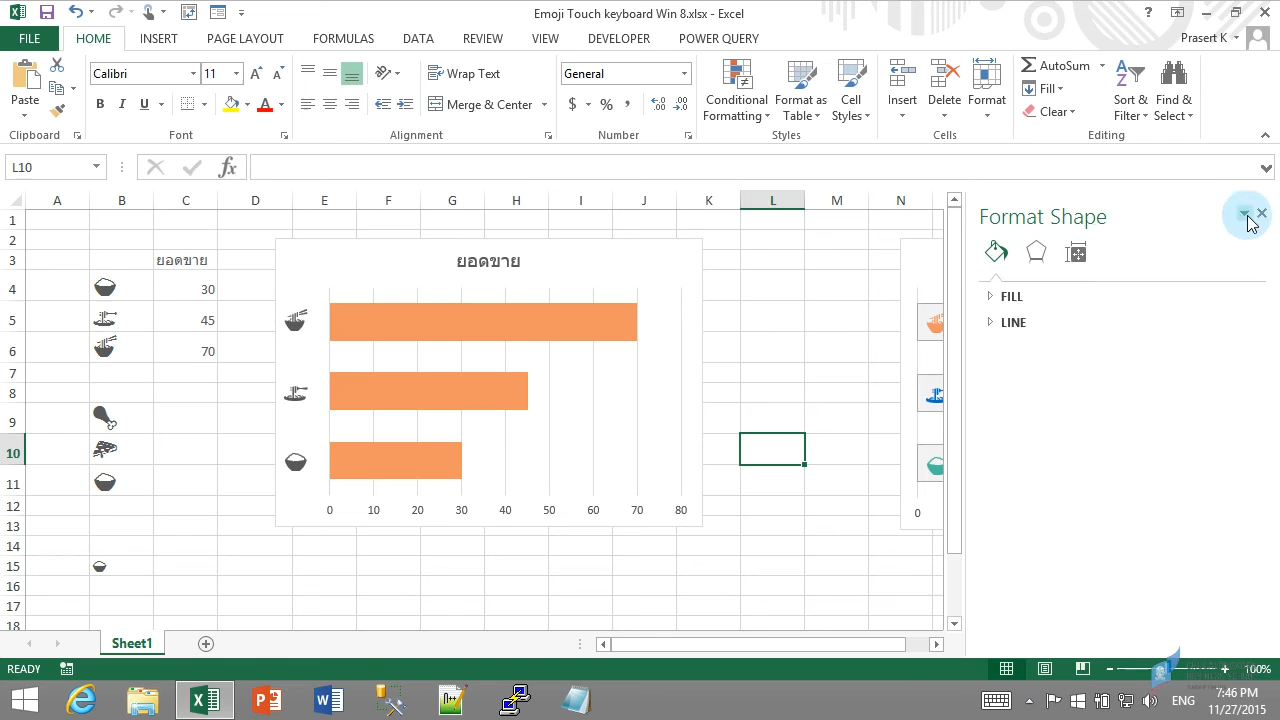 Emoji Touch keyboard Win 8.xlsx - Excel
Prasert K
FILE HOME INSERT PAGE LAYOUT FORMULAS DATA REVIEW VIEW DEVELOPER POWER QUERY
Paste
Calibri 11
B I U A
Wrap Text
Merge & Center
General
$ % ,
Conditional Formatting
Format as Table
Cell Styles
Insert Delete Format
AutoSum
Fill
Clear
Sort & Filter
Find & Select
Clipboard Font Alignment Number Styles Cells Editing
L10
fx
A B C D E F G H I J K L M N
1
2
3 ยอดขาย
4 30
5 45
6 70
7
8
9
10
11
12
13
14
15
16
17
18
ยอดขาย
0 10 20 30 40 50 60 70 80
0
Format Shape
FILL
LINE
Sheet1
READY
100%
ENG
7:46 PM
11/27/2015